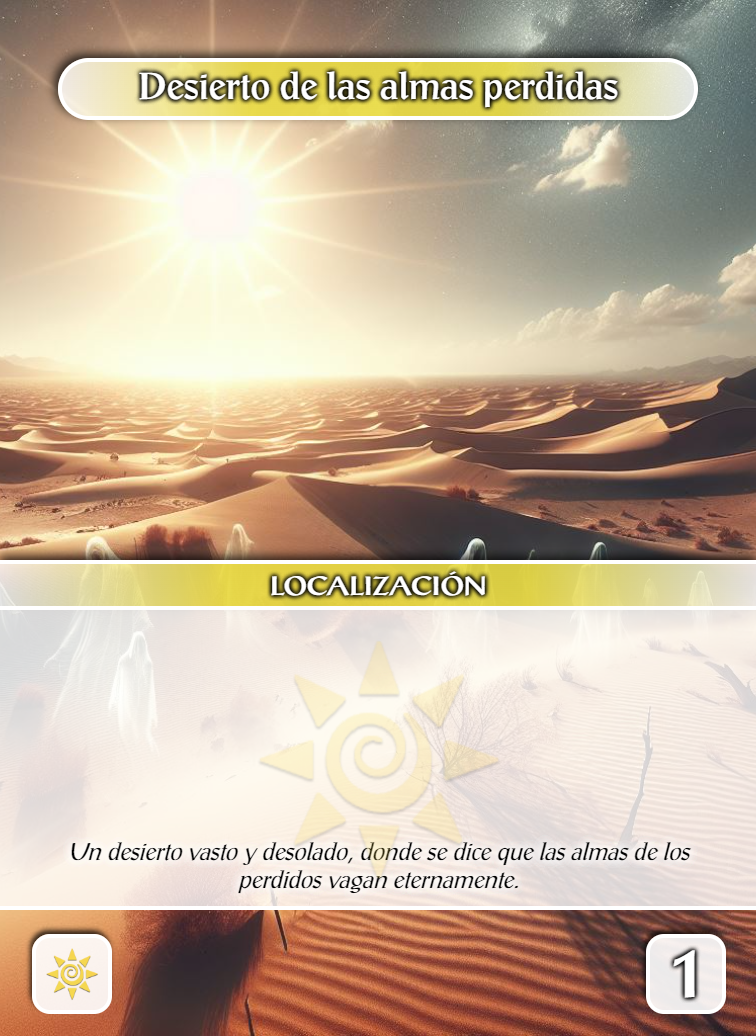 Desierto de las almas perdidas
LOCALIZACIÓN
Un desierto vasto y desolado, donde se dice que las almas de los
perdidos vagan eternamente.
1